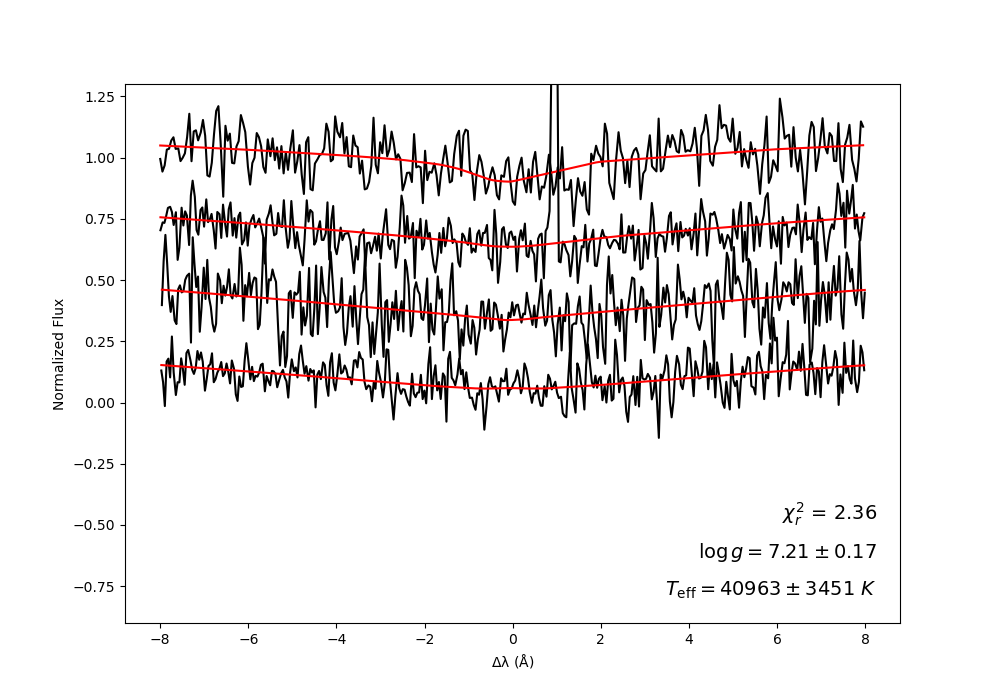 1.25
1.00
0.75
0.50
0.25
0.00
−0.25
−0.50
−0.75
Normalized Flux
χ²ᵣ = 2.36
log g = 7.21 ± 0.17
T_eff = 40963 ± 3451 K
−8 −6 −4 −2 0 2 4 6 8
Δλ (Å)